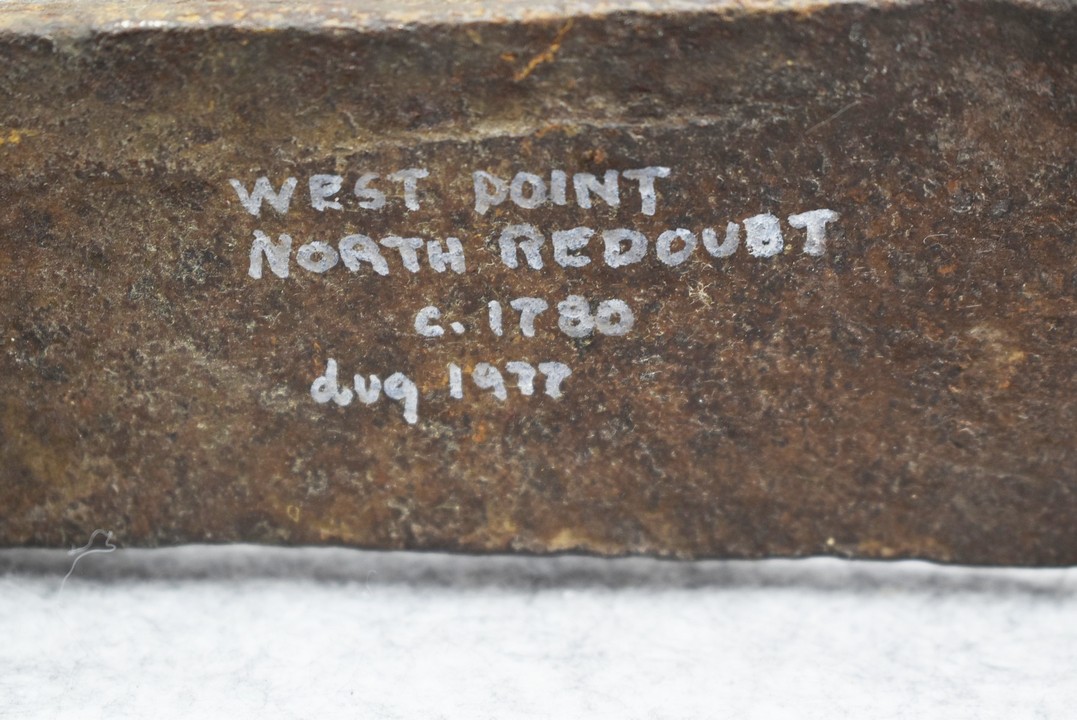 WEST POINT
NORTH REDOUBT
c. 1780
dug 1977